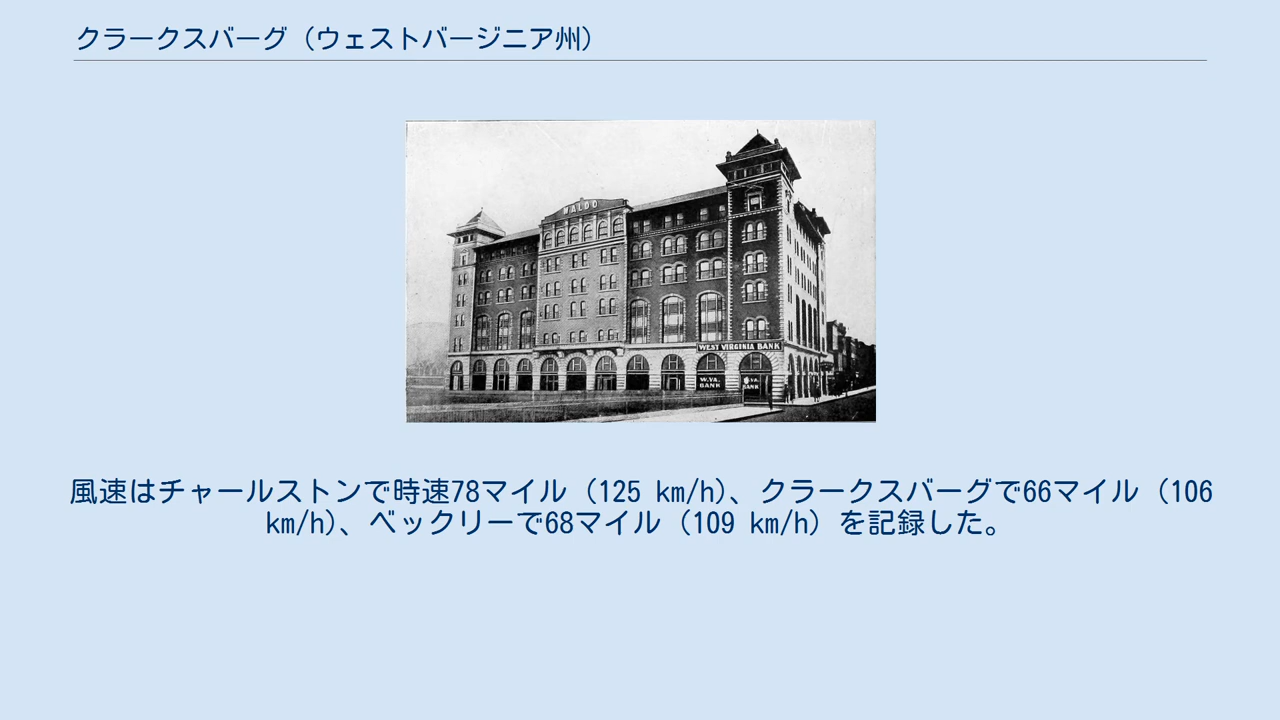 クラークスバーグ（ウェストバージニア州）
WALDO
WEST VIRGINIA BANK
W.VA.
BANK
VA.
BANK
風速はチャールストンで時速78マイル（125 km/h）、クラークスバーグで66マイル（106
km/h）、ベックリーで68マイル（109 km/h）を記録した。